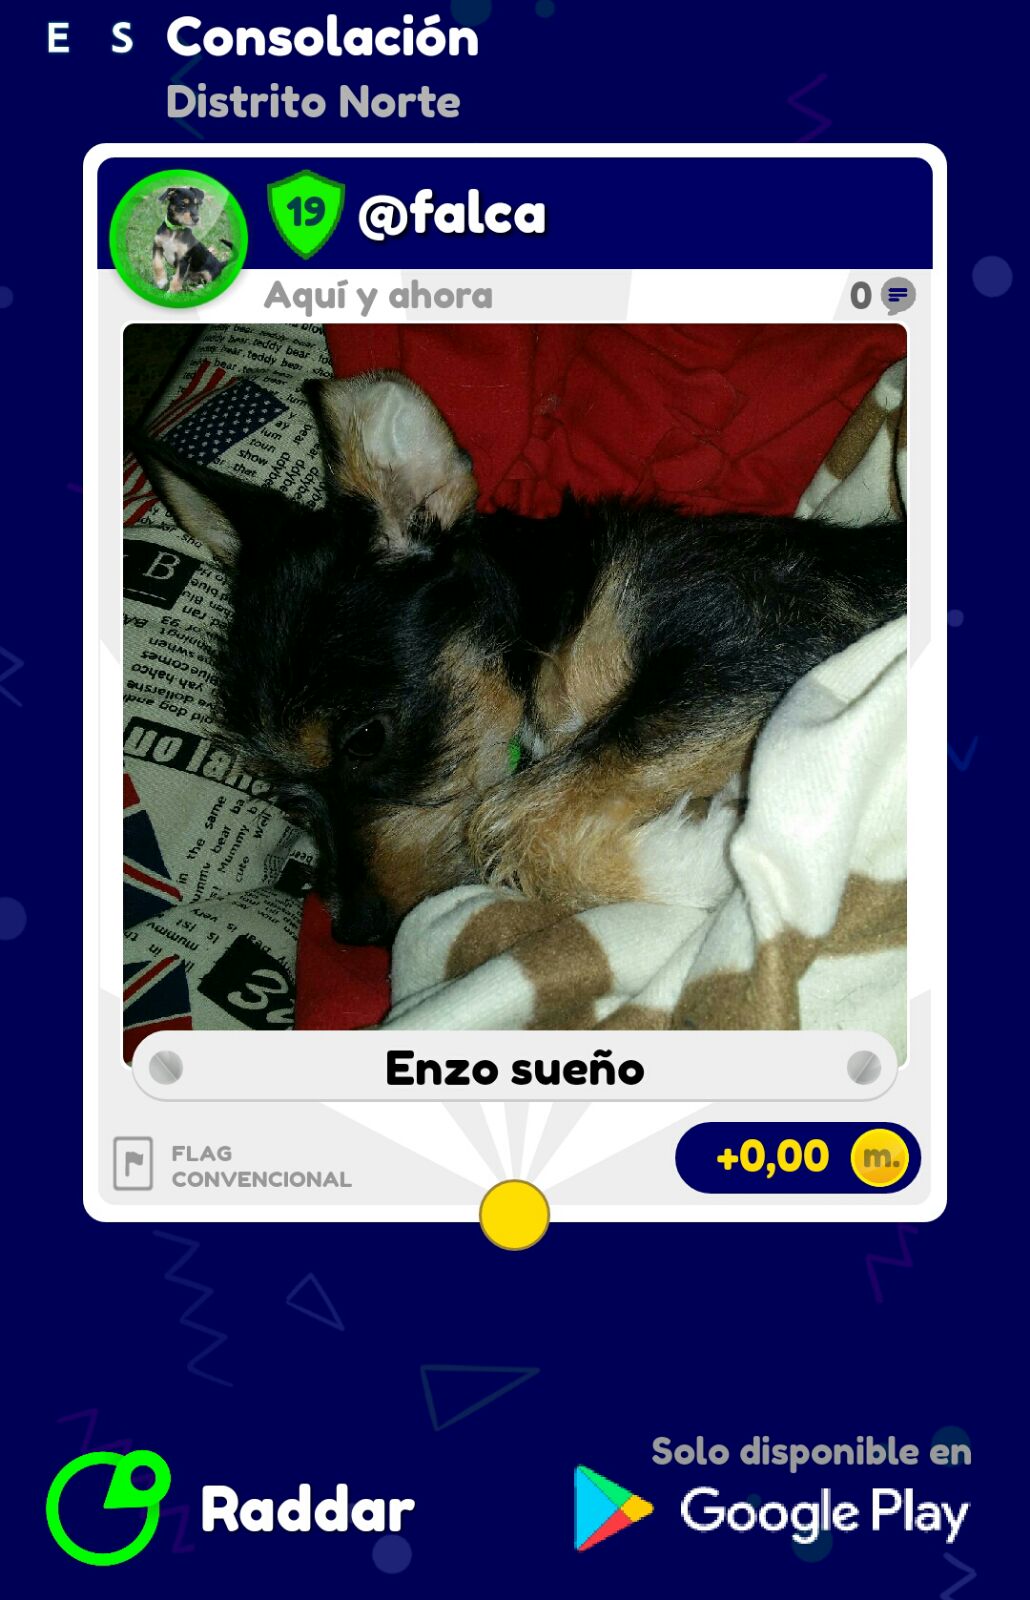 E S Consolación
Distrito Norte
19 @falca
Aquí y ahora 0
B
Enzo sueño
FLAG
CONVENCIONAL
+0,00 m.
Raddar
Solo disponible en
Google Play